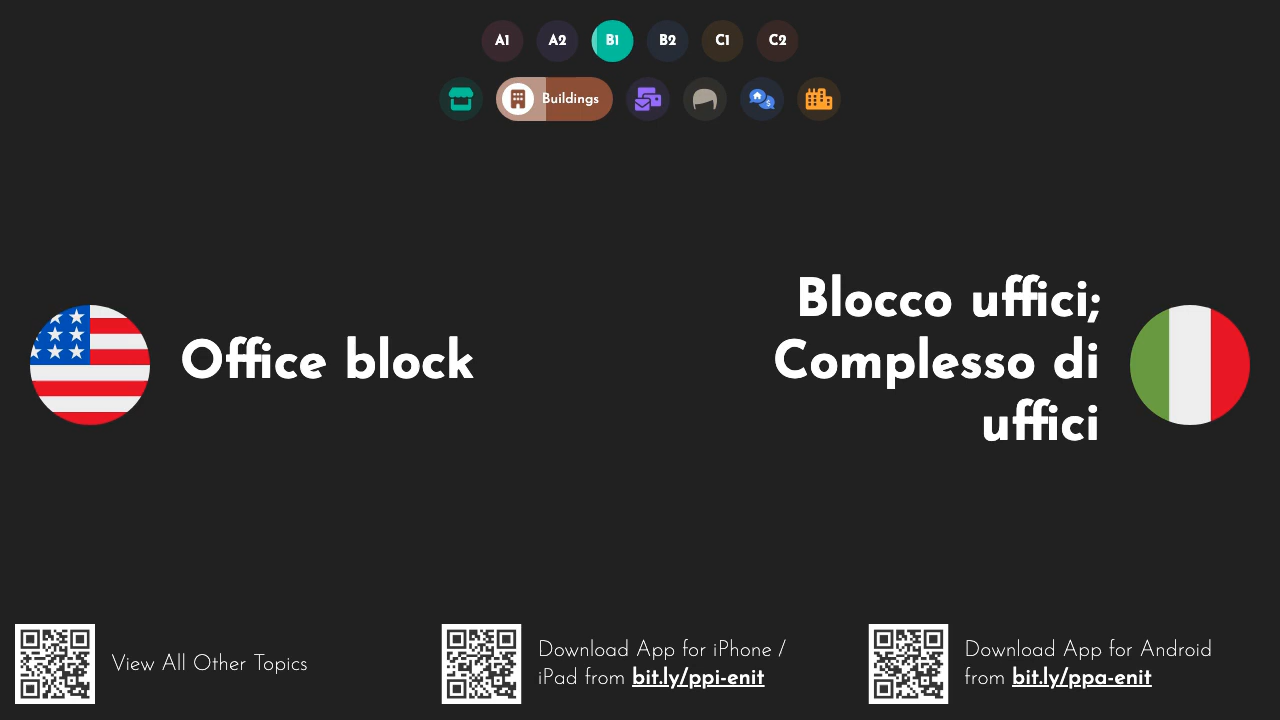 A1 A2 B1 B2 C1 C2
Buildings
Office block
Blocco uffici;
Complesso di
uffici
View All Other Topics
Download App for iPhone /
iPad from bit.ly/ppi-enit
Download App for Android
from bit.ly/ppa-enit